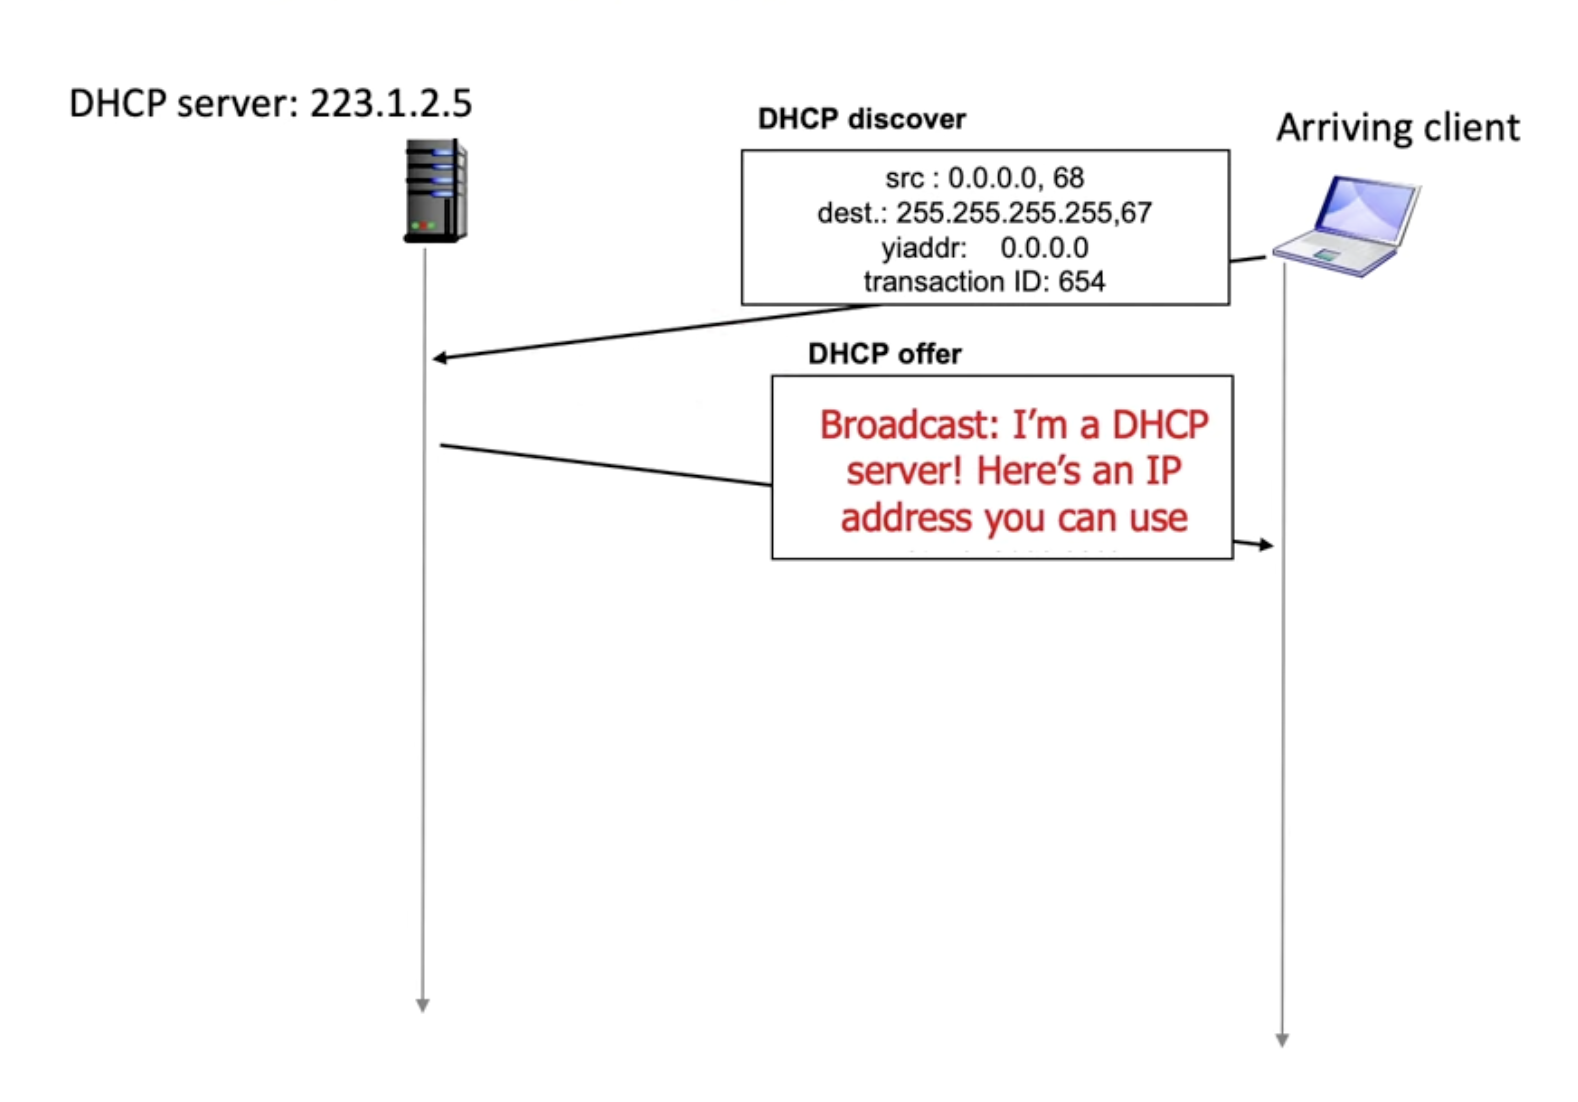 DHCP server: 223.1.2.5
DHCP discover
Arriving client
src : 0.0.0.0, 68
dest.: 255.255.255.255,67
yiaddr: 0.0.0.0
transaction ID: 654
DHCP offer
Broadcast: I'm a DHCP
server! Here's an IP
address you can use